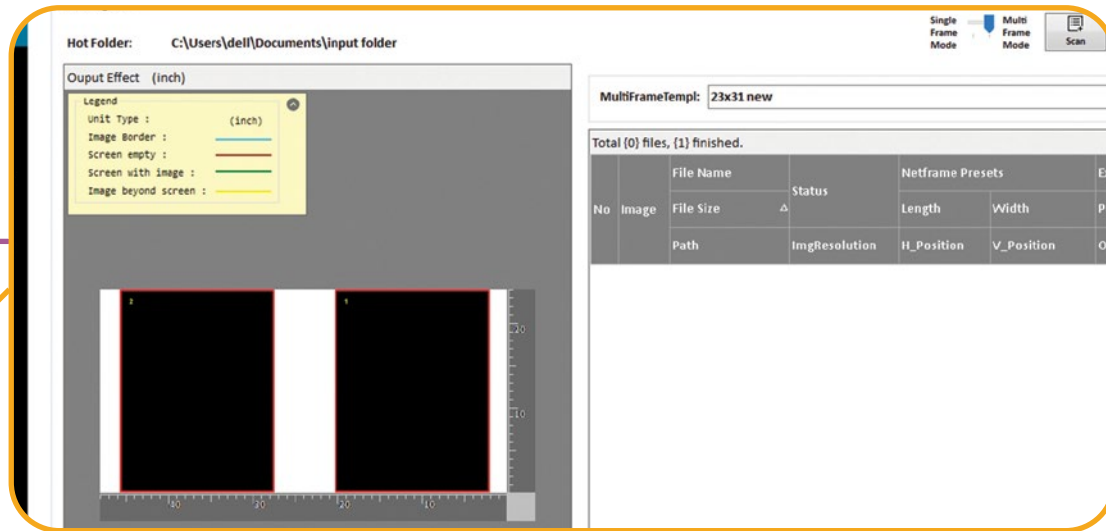 Single Frame Mode
Multi Frame Mode
Scan
Hot Folder: C:\Users\dell\Documents\input folder
Ouput Effect (inch)
Legend
Unit Type : (inch)
Image Border :
Screen empty :
Screen with image :
Image beyond screen :
MultiFrameTempl: 23x31 new
Total {0} files, {1} finished.
No Image File Name Status Netframe Presets
File Size Length Width
Path ImgResolution H_Position V_Position
2 1
20
10
40 20 20 10